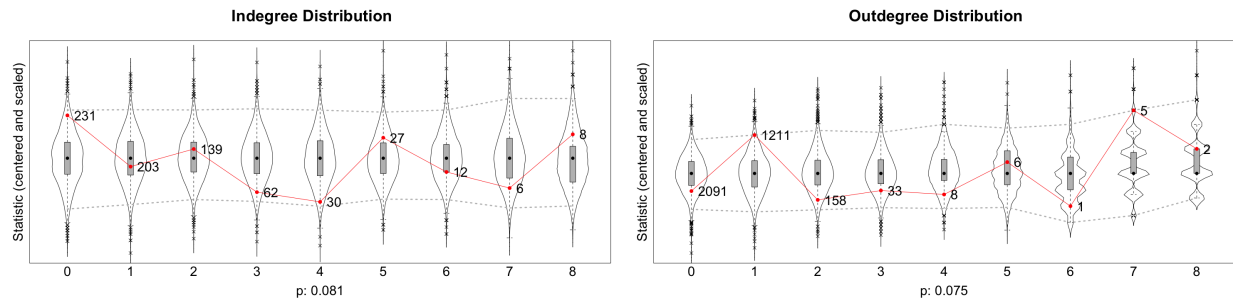 Indegree Distribution
Statistic (centered and scaled)
231
203
139
62
30
27
12
6
8
0 1 2 3 4 5 6 7 8
p: 0.081
Outdegree Distribution
Statistic (centered and scaled)
2091
1211
158
33
8
6
1
5
2
0 1 2 3 4 5 6 7 8
p: 0.075